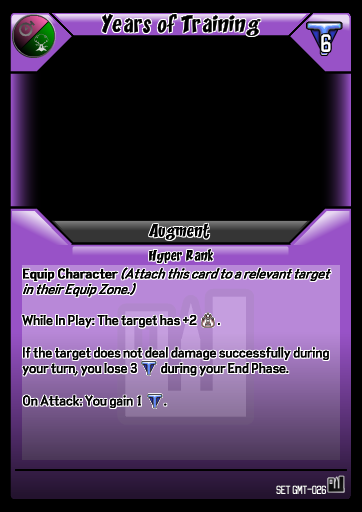 Years of Training
6
Augment
Hyper Rank
Equip Character (Attach this card to a relevant target
in their Equip Zone.)
While In Play: The target has +2 .
If the target does not deal damage successfully during
your turn, you lose 3 during your End Phase.
On Attack: You gain 1 .
SET GMT-026